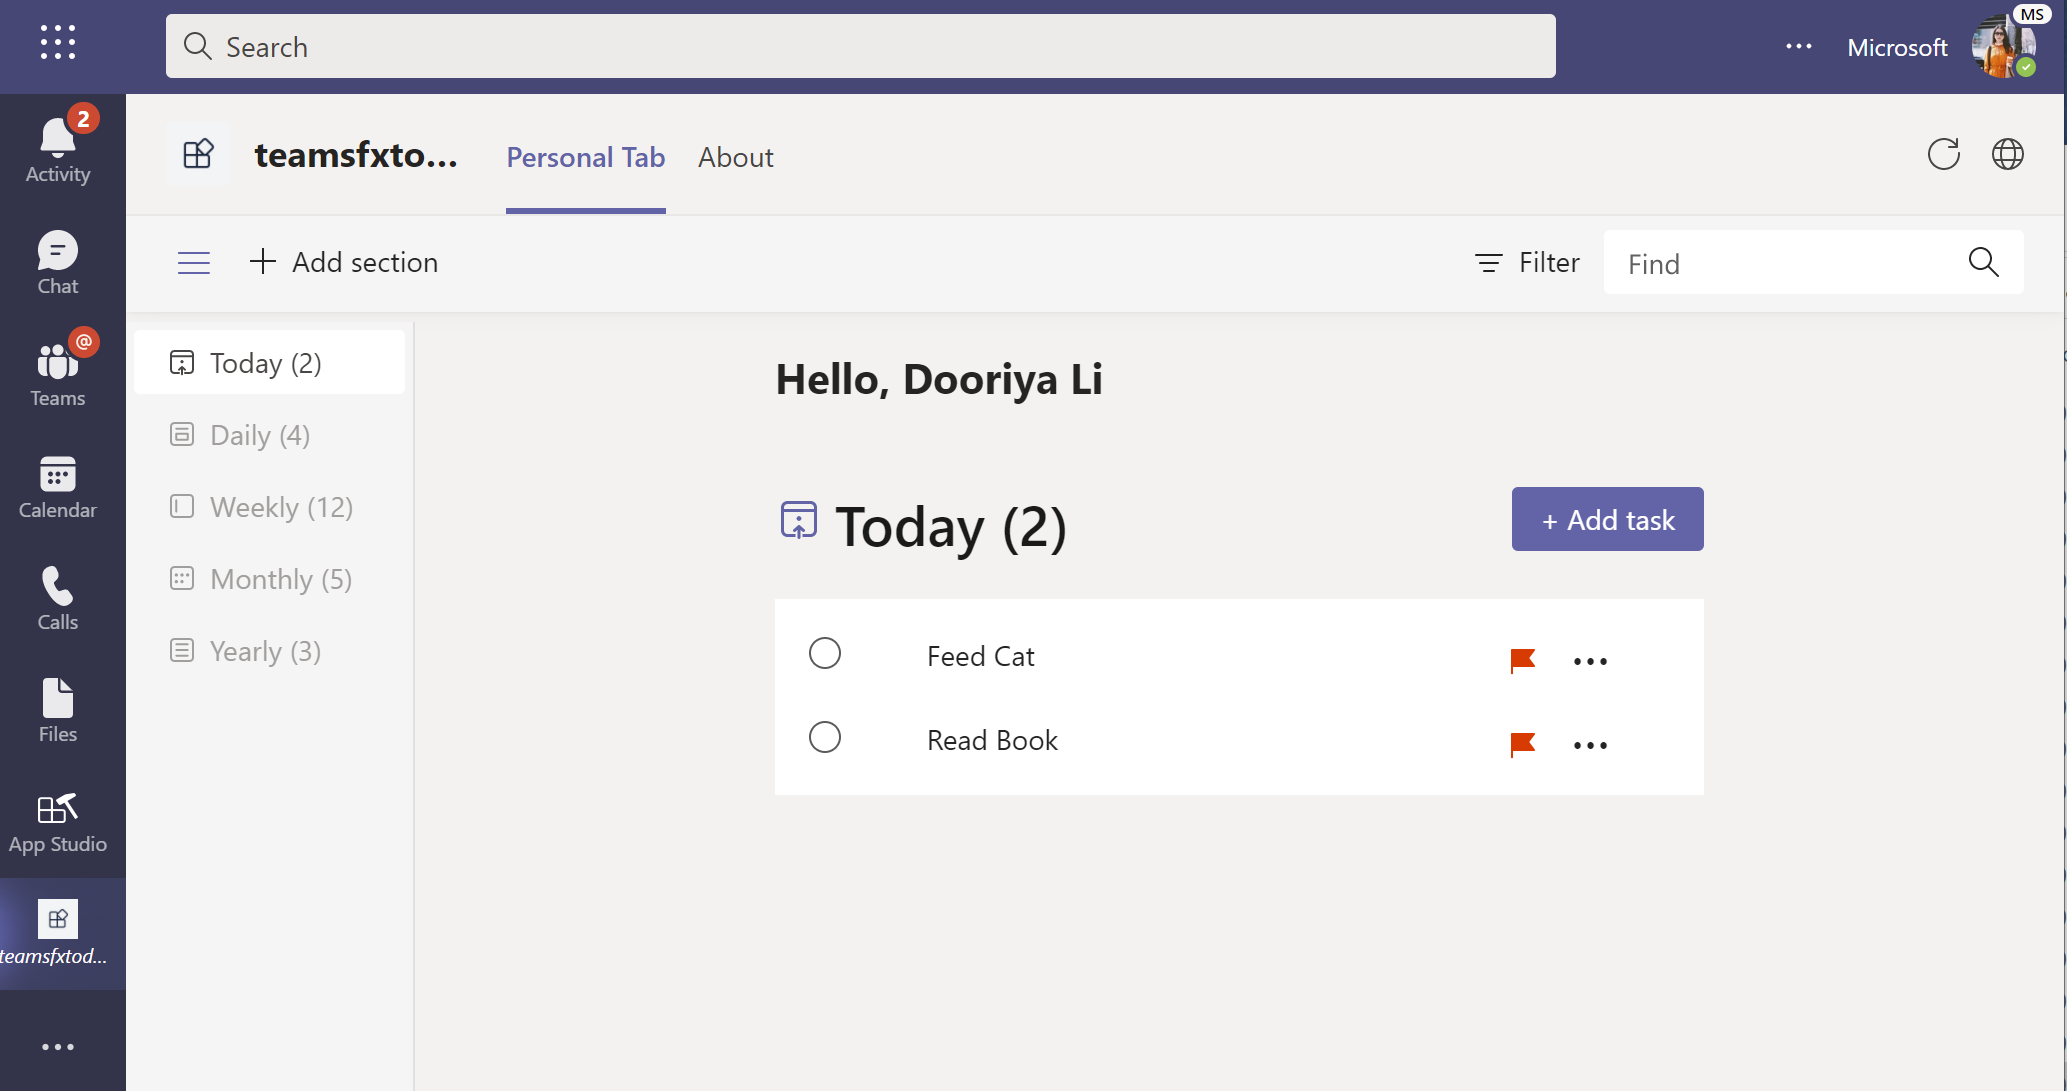 Search
Microsoft
MS
2
Activity
Chat
@
Teams
Calendar
Calls
Files
App Studio
teamsfxtod...
teamsfxto...
Personal Tab
About
Add section
Filter
Find
Today (2)
Daily (4)
Weekly (12)
Monthly (5)
Yearly (3)
Hello, Dooriya Li
Today (2)
+ Add task
Feed Cat
Read Book